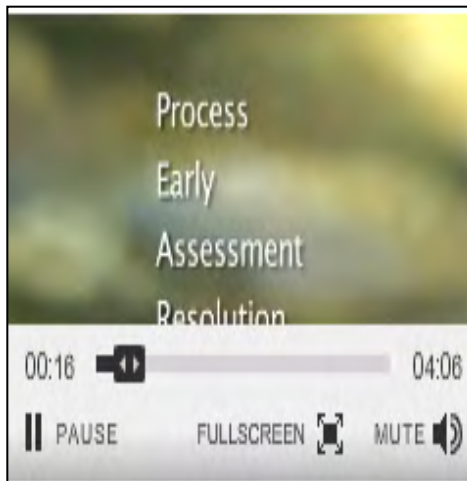 Process
Early
Assessment
Resolution
00:16 04:06
PAUSE FULLSCREEN MUTE